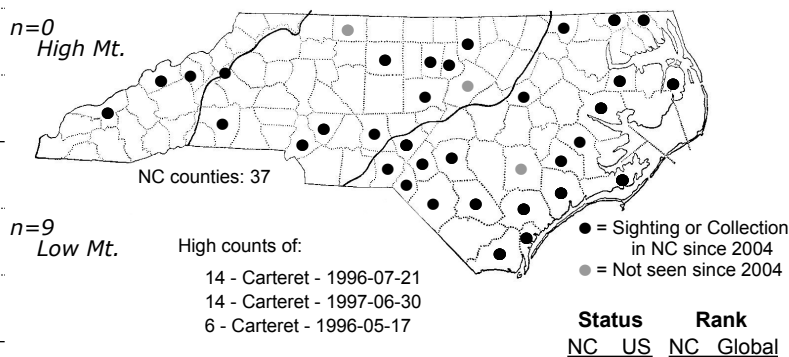 n=0
High Mt.
NC counties: 37
n=9
Low Mt.
High counts of:
14 - Carteret - 1996-07-21
14 - Carteret - 1997-06-30
6 - Carteret - 1996-05-17
● = Sighting or Collection
in NC since 2004
● = Not seen since 2004
Status Rank
NC US NC Global